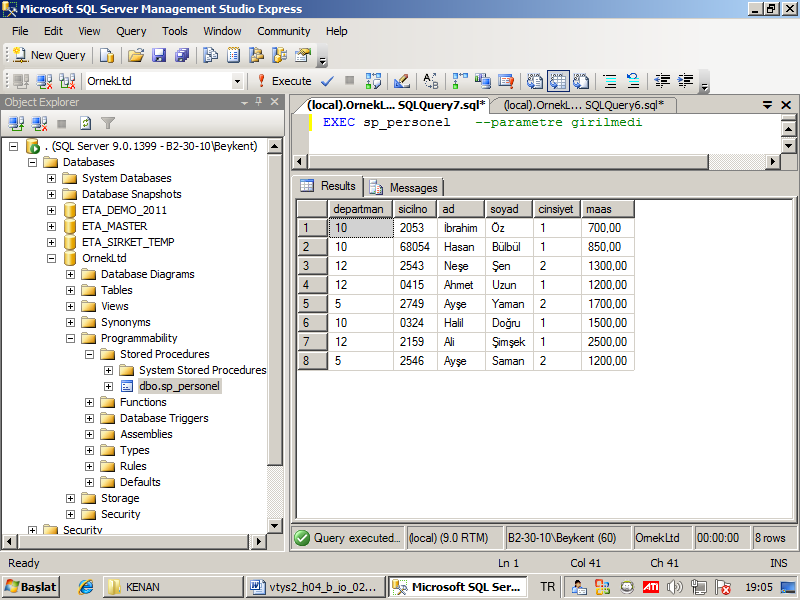 Microsoft SQL Server Management Studio Express
File Edit View Query Tools Window Community Help
New Query
OrnekLtd Execute
Object Explorer
(local).OrnekL... SQLQuery7.sql* (local).OrnekL... SQLQuery6.sql*
EXEC sp_personel --parametre girilmedi
. (SQL Server 9.0.1399 - B2-30-10\Beykent)
Databases
System Databases
Database Snapshots
ETA_DEMO_2011
ETA_MASTER
ETA_SIRKET_TEMP
OrnekLtd
Database Diagrams
Tables
Views
Synonyms
Programmability
Stored Procedures
System Stored Procedures
dbo.sp_personel
Functions
Database Triggers
Assemblies
Types
Rules
Defaults
Storage
Security
Security
Results Messages
departman sicilno ad soyad cinsiyet maas
1 10 2053 İbrahim Öz 1 700,00
2 10 68054 Hasan Bülbül 1 850,00
3 12 2543 Neşe Şen 2 1300,00
4 12 0415 Ahmet Uzun 1 1200,00
5 5 2749 Ayşe Yaman 2 1700,00
6 10 0324 Halil Doğru 1 1500,00
7 12 2159 Ali Şimşek 1 2500,00
8 5 2546 Ayşe Saman 2 1200,00
Query executed... (local) (9.0 RTM) B2-30-10\Beykent (60) OrnekLtd 00:00:00 8 rows
Ready Ln 1 Col 41 Ch 41 INS
Başlat KENAN vtys2_h04_b_io_02... Microsoft SQL Ser... TR ATI 19:05